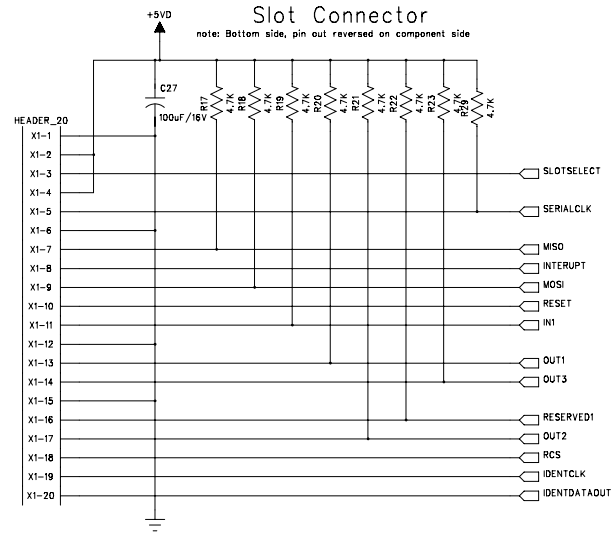 Slot Connector
note: Bottom side, pin out reversed on component side
+5VD
C27
100uF/16V
R17 4.7K
R18 4.7K
R19 4.7K
R20 4.7K
R21 4.7K
R22 4.7K
R23 4.7K
R29 4.7K
HEADER_20
X1-1
X1-2
X1-3 SLOTSELECT
X1-4
X1-5 SERIALCLK
X1-6
X1-7 MISO
X1-8 INTERUPT
X1-9 MOSI
X1-10 RESET
X1-11 IN1
X1-12
X1-13 OUT1
X1-14 OUT3
X1-15
X1-16 RESERVED1
X1-17 OUT2
X1-18 RCS
X1-19 IDENTCLK
X1-20 IDENTDATAOUT